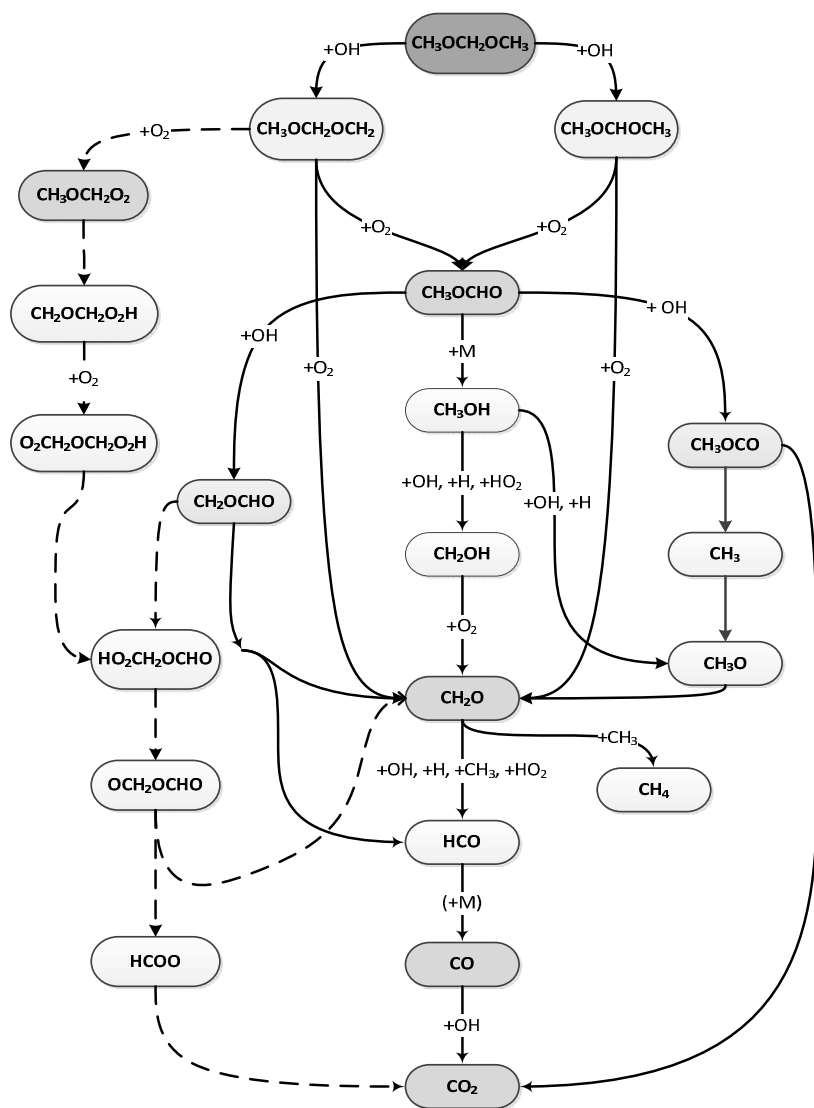 CH₃OCH₂OCH₃
+OH
+OH
CH₃OCH₂OCH₂
CH₃OCHOCH₃
+O₂
CH₃OCH₂O₂
+O₂
+O₂
CH₃OCHO
CH₂OCH₂O₂H
+OH
+ OH
+M
+O₂
+O₂
+O₂
CH₃OH
O₂CH₂OCH₂O₂H
CH₃OCO
+OH, +H, +HO₂
CH₂OCHO
+OH, +H
CH₂OH
CH₃
+O₂
HO₂CH₂OCHO
CH₃O
CH₂O
+CH₃
+OH, +H, +CH₃, +HO₂
OCH₂OCHO
CH₄
HCO
(+M)
HCOO
CO
+OH
CO₂